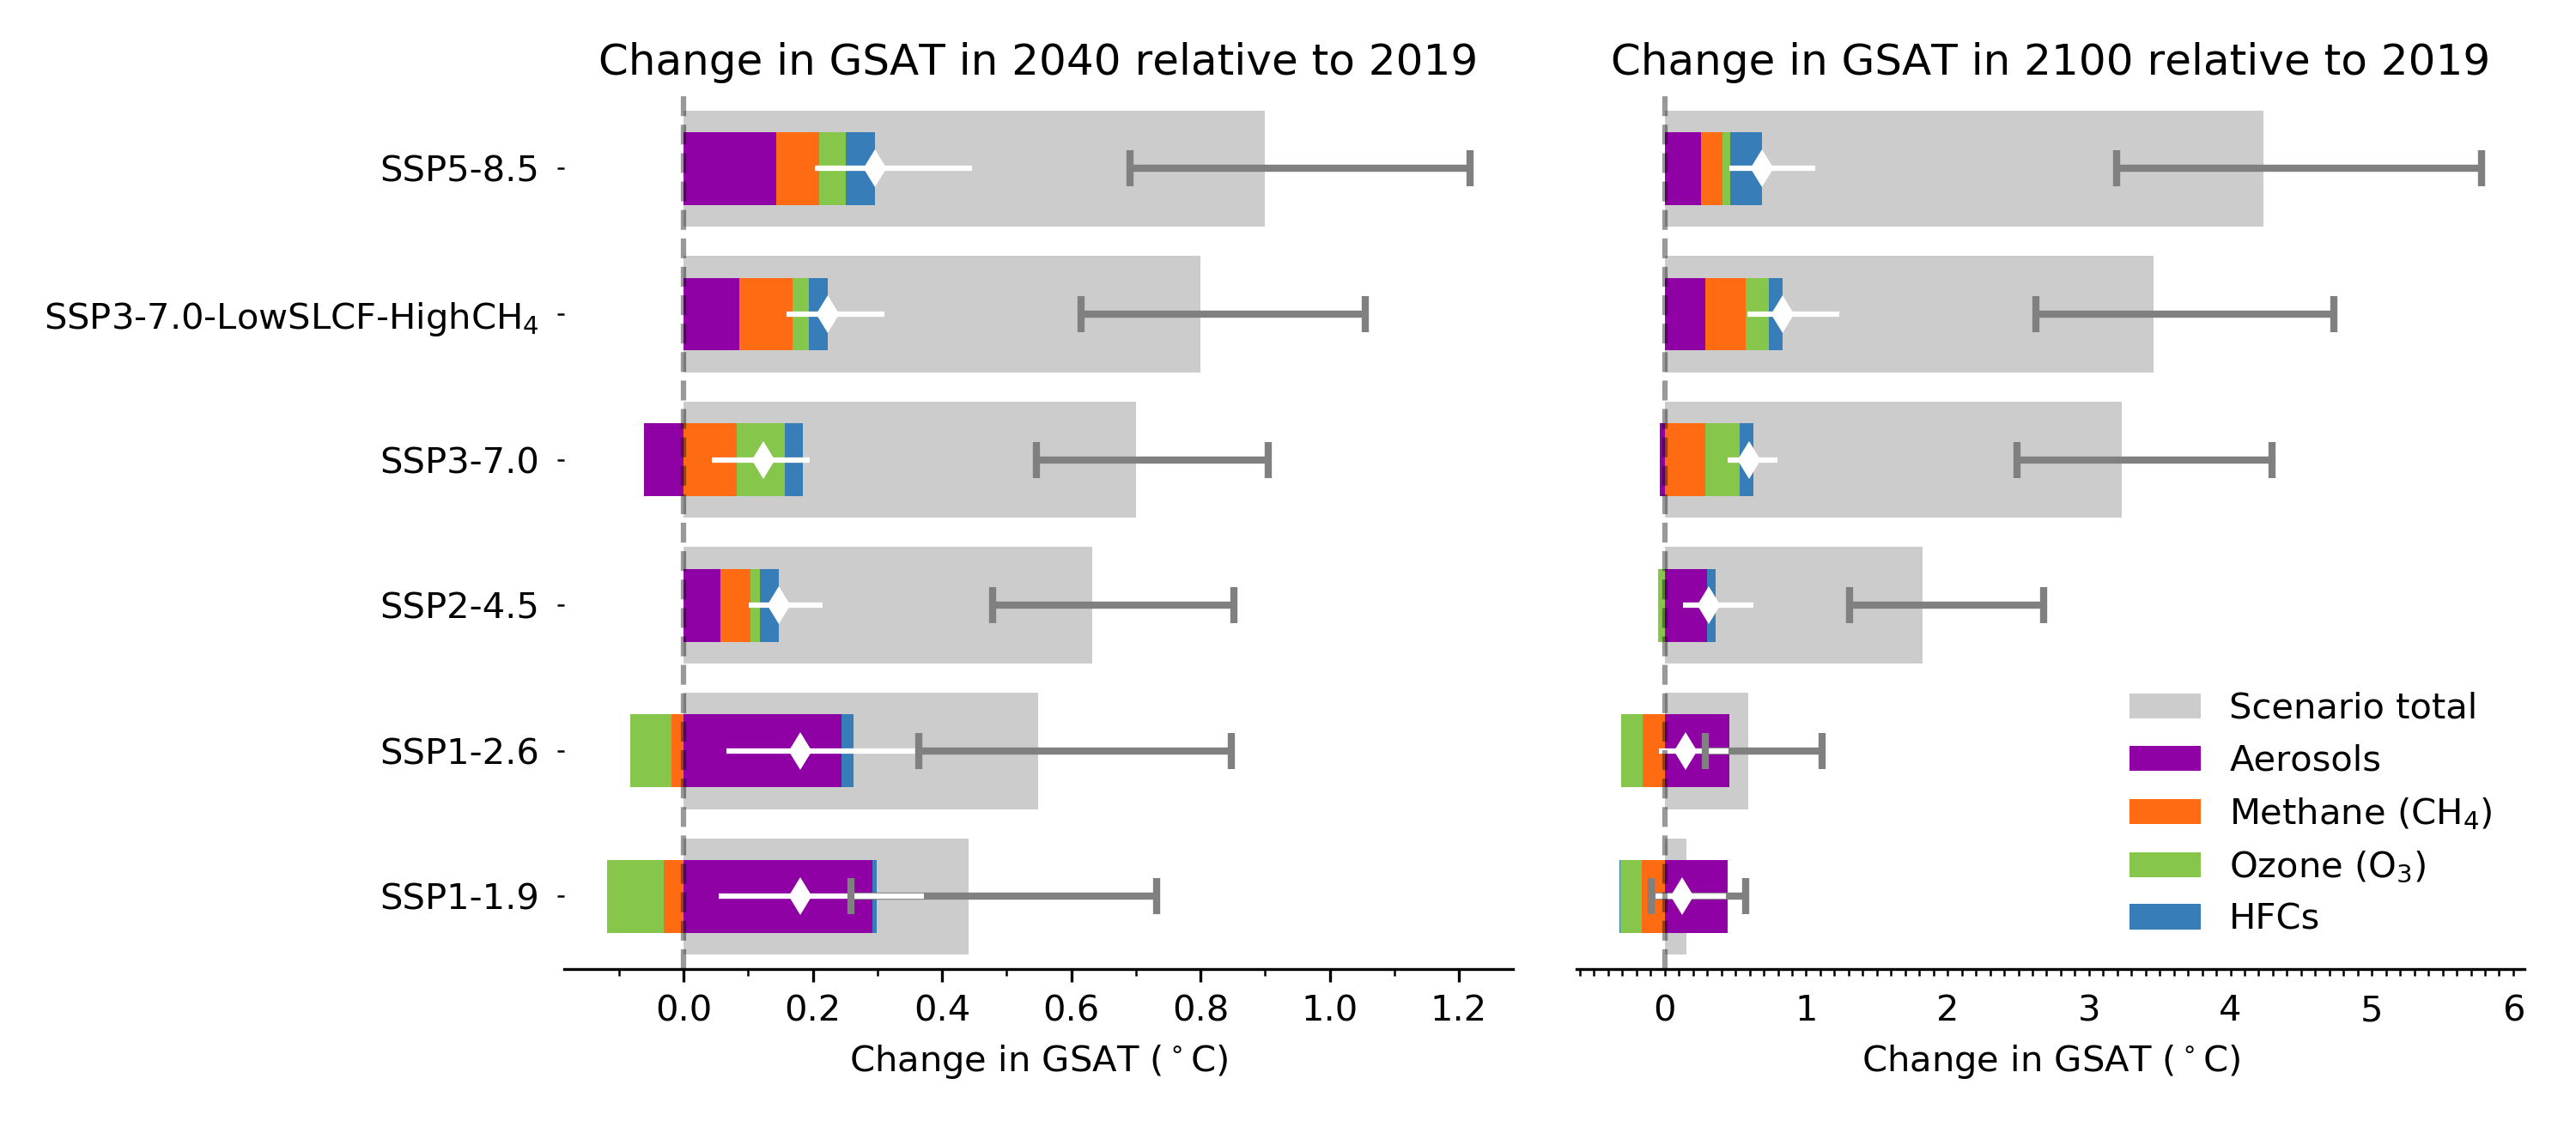 Change in GSAT in 2040 relative to 2019
Change in GSAT in 2100 relative to 2019
SSP5-8.5
SSP3-7.0-LowSLCF-HighCH₄
SSP3-7.0
SSP2-4.5
SSP1-2.6
SSP1-1.9
Scenario total
Aerosols
Methane (CH₄)
Ozone (O₃)
HFCs
0.0 0.2 0.4 0.6 0.8 1.0 1.2
0 1 2 3 4 5 6
Change in GSAT (°C)
Change in GSAT (°C)